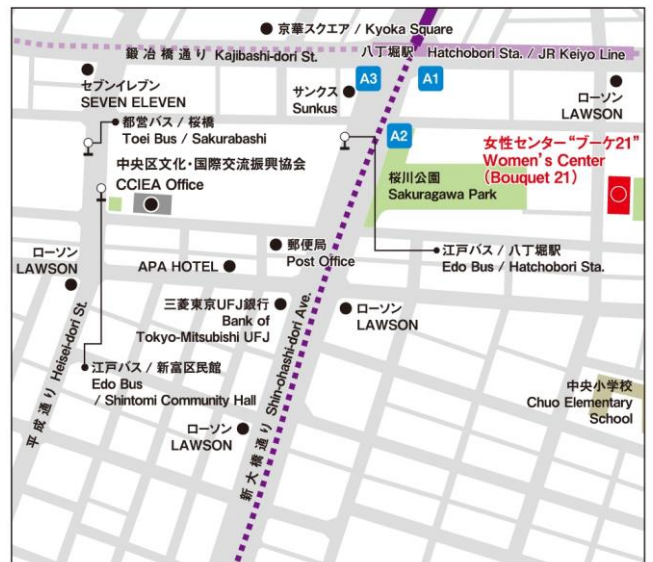 京華スクエア / Kyoka Square
鍛冶橋通り Kajibashi-dori St.
八丁堀駅 Hatchobori Sta. / JR Keiyo Line
セブンイレブン
SEVEN ELEVEN
サンクス
Sunkus
A3
A1
ローソン
LAWSON
都営バス / 桜橋
Toei Bus / Sakurabashi
A2
女性センター“ブーケ21”
Women's Center
(Bouquet 21)
中央区文化・国際交流振興協会
CCIEA Office
桜川公園
Sakuragawa Park
郵便局
Post Office
江戸バス / 八丁堀駅
Edo Bus / Hatchobori Sta.
ローソン
LAWSON
APA HOTEL
三菱東京UFJ銀行
Bank of
Tokyo-Mitsubishi UFJ
ローソン
LAWSON
江戸バス / 新富区民館
Edo Bus
/ Shintomi Community Hall
中央小学校
Chuo Elementary
School
ローソン
LAWSON
平成通り Heisei-dori St.
新大橋通り Shin-ohashi-dori Ave.